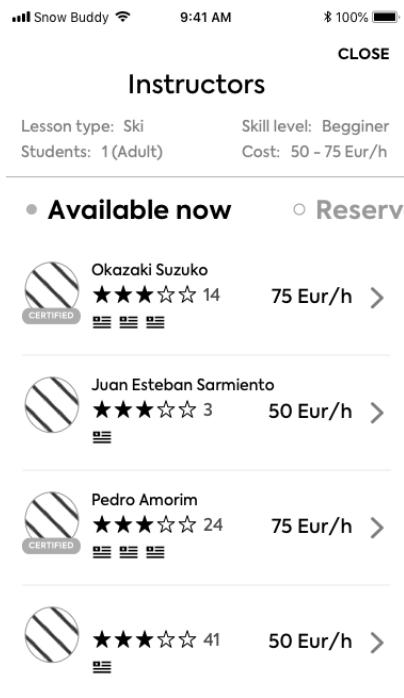 Snow Buddy 9:41 AM 100%
CLOSE
Instructors
Lesson type: Ski Skill level: Begginer
Students: 1 (Adult) Cost: 50 - 75 Eur/h
Available now Reserv
Okazaki Suzuko
14 75 Eur/h
CERTIFIED
Juan Esteban Sarmiento
3 50 Eur/h
Pedro Amorim
24 75 Eur/h
CERTIFIED
41 50 Eur/h